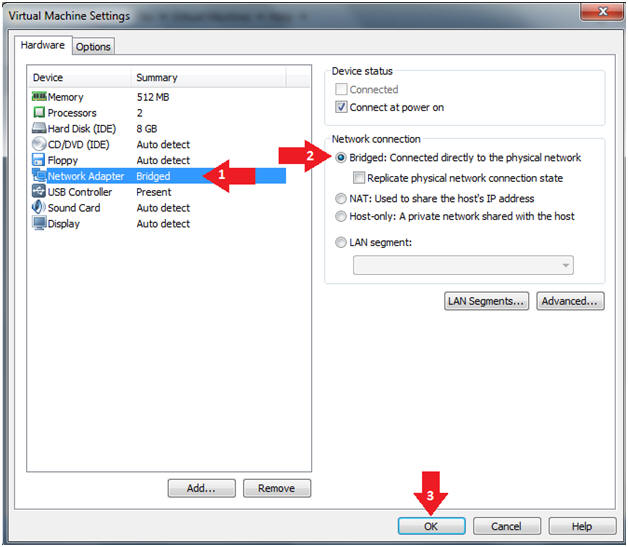 Virtual Machine Settings
Hardware
Options
Device Summary
Memory 512 MB
Processors 2
Hard Disk (IDE) 8 GB
CD/DVD (IDE) Auto detect
Floppy Auto detect
Network Adapter Bridged
1
USB Controller Present
Sound Card Auto detect
Display Auto detect
Add...
Remove
Device status
Connected
Connect at power on
Network connection
2
Bridged: Connected directly to the physical network
Replicate physical network connection state
NAT: Used to share the host's IP address
Host-only: A private network shared with the host
LAN segment:
LAN Segments...
Advanced...
3
OK
Cancel
Help